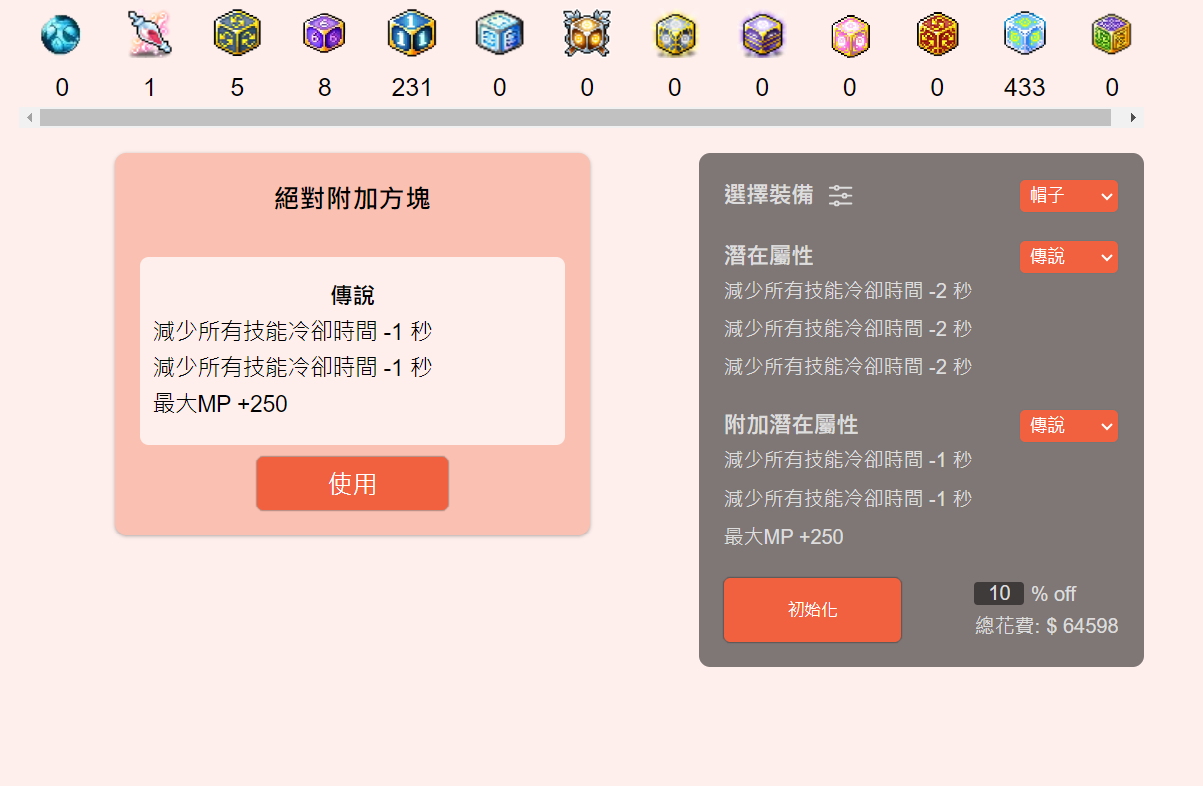 0 1 5 8 231 0 0 0 0 0 0 433 0
絕對附加方塊
傳說
減少所有技能冷卻時間 -1 秒
減少所有技能冷卻時間 -1 秒
最大MP +250
使用
選擇裝備 帽子
潛在屬性 傳說
減少所有技能冷卻時間 -2 秒
減少所有技能冷卻時間 -2 秒
減少所有技能冷卻時間 -2 秒
附加潛在屬性 傳說
減少所有技能冷卻時間 -1 秒
減少所有技能冷卻時間 -1 秒
最大MP +250
初始化
10 % off
總花費: $ 64598